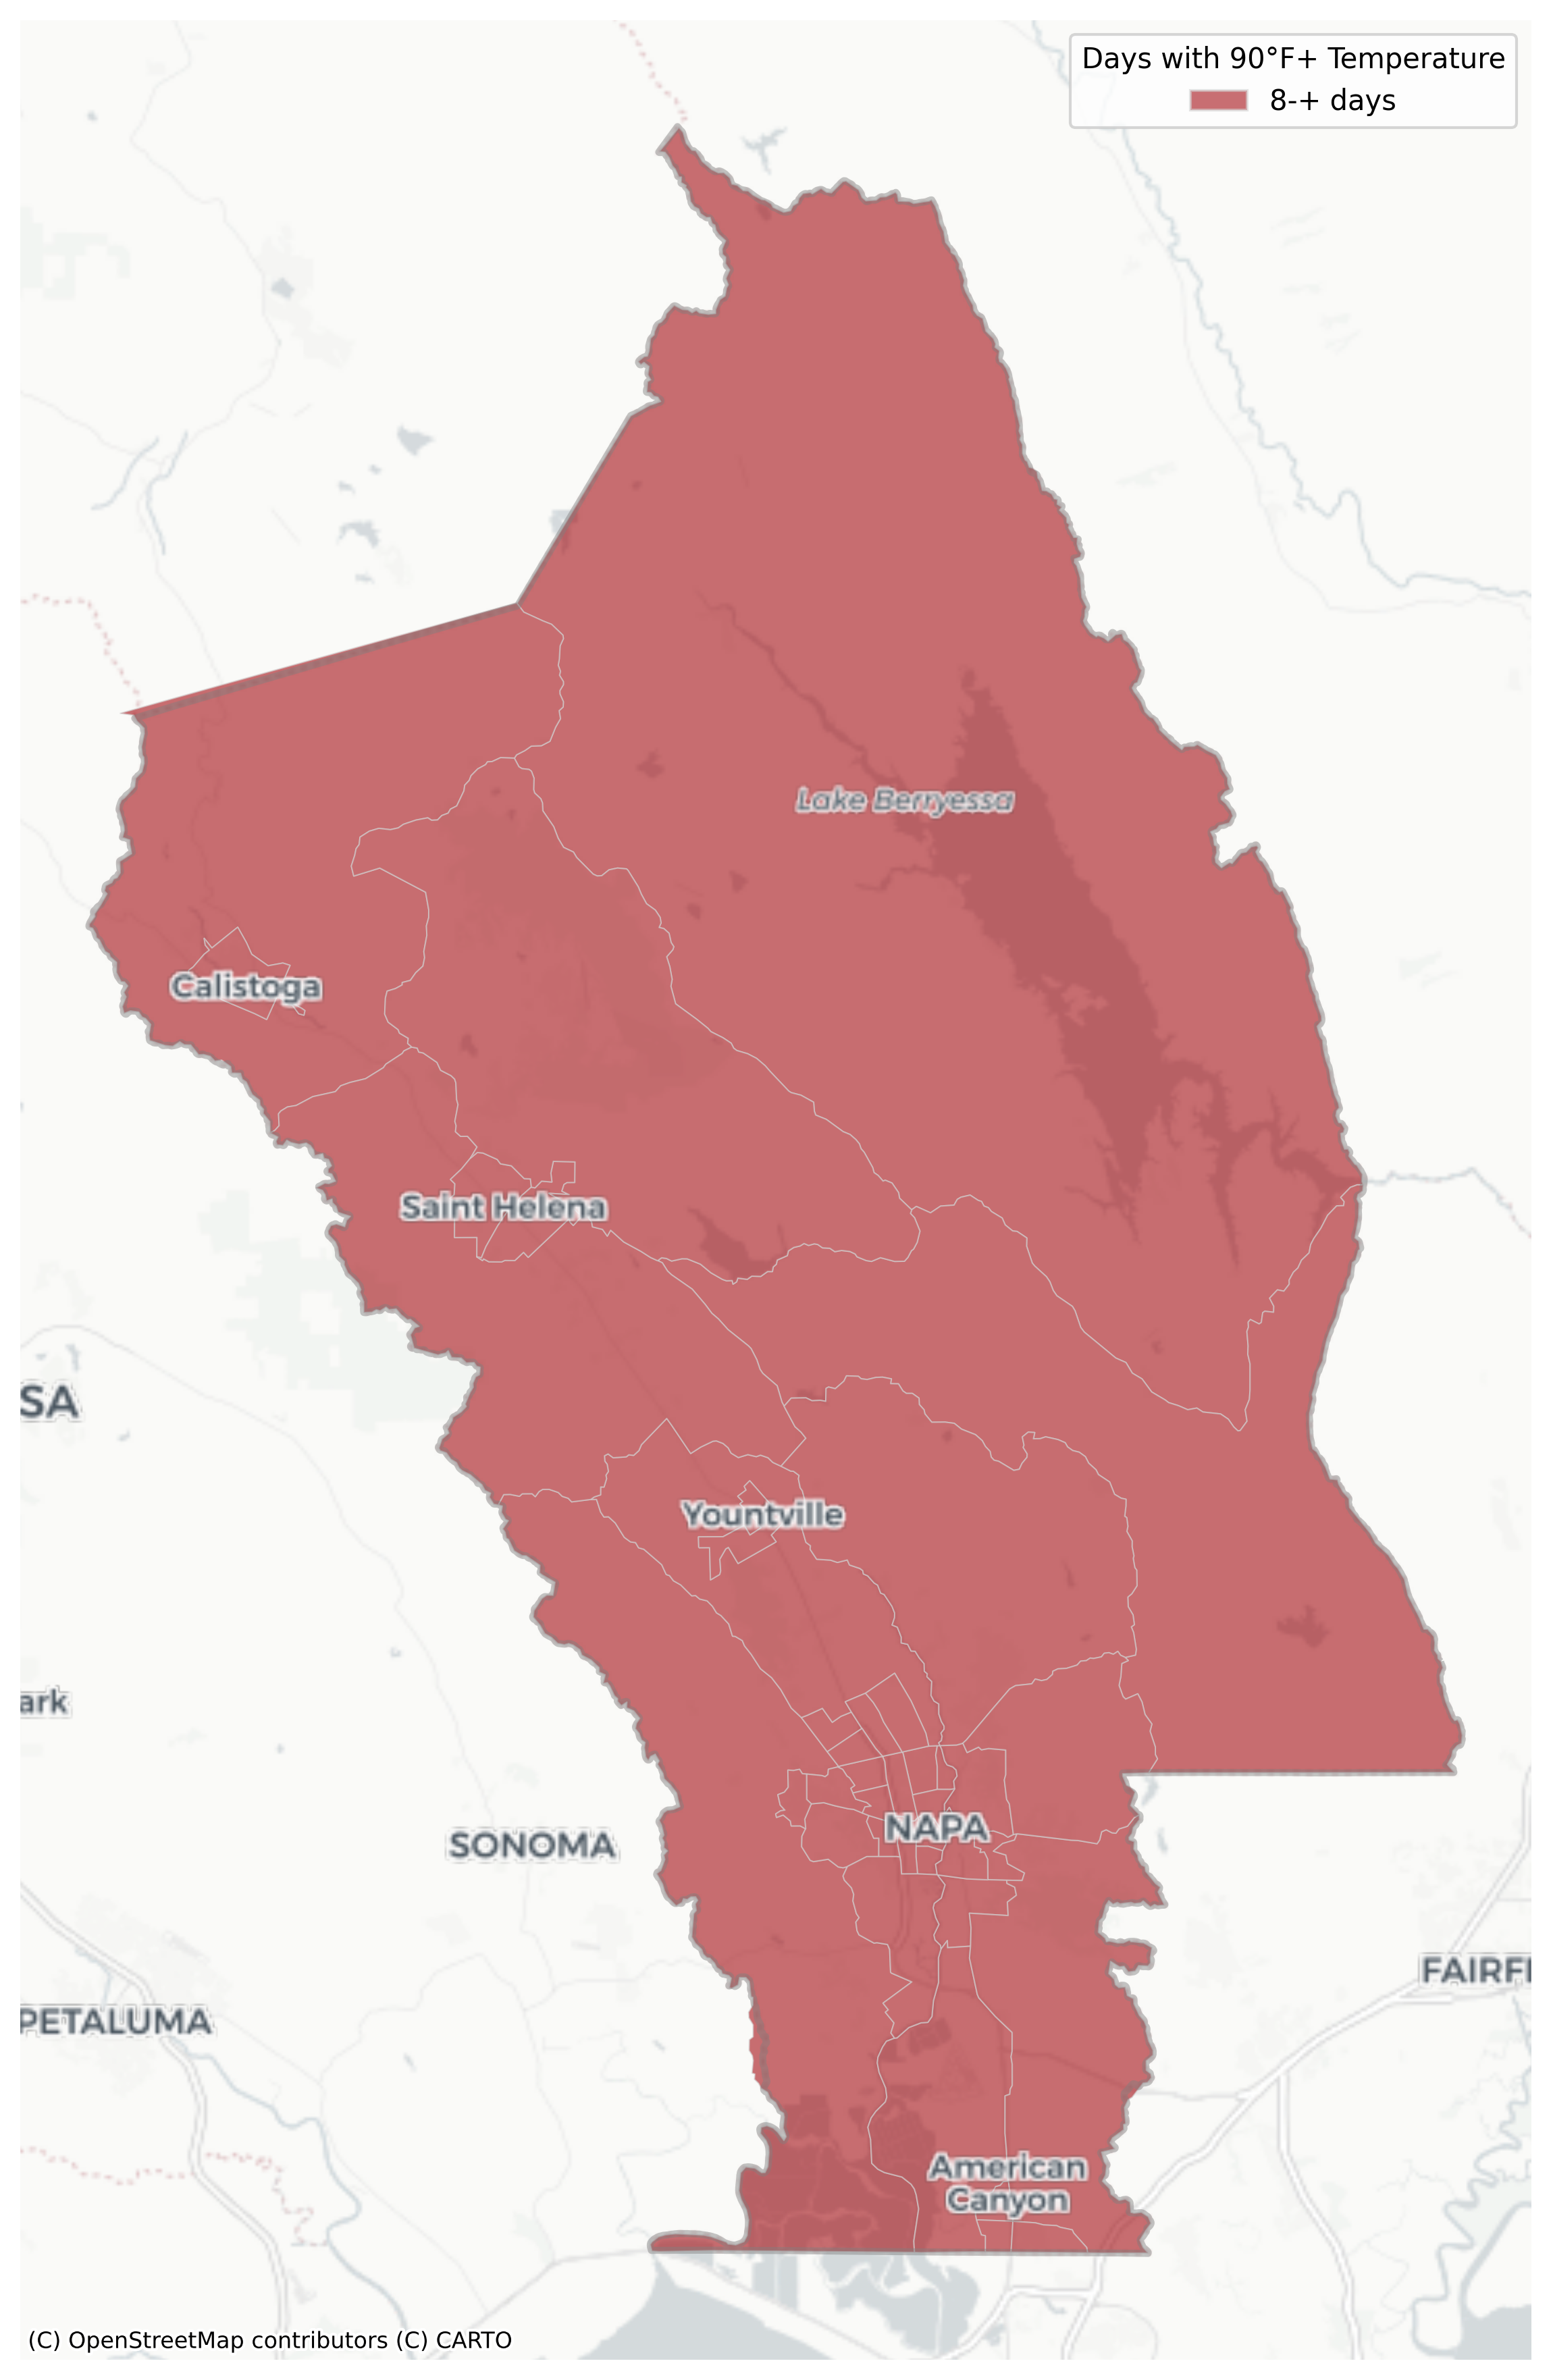 Days with 90°F+ Temperature
8-+ days
Lake Berryessa
Calistoga
Saint Helena
SA
Yountville
ark
NAPA
SONOMA
FAIRFI
PETALUMA
American
Canyon
(C) OpenStreetMap contributors (C) CARTO